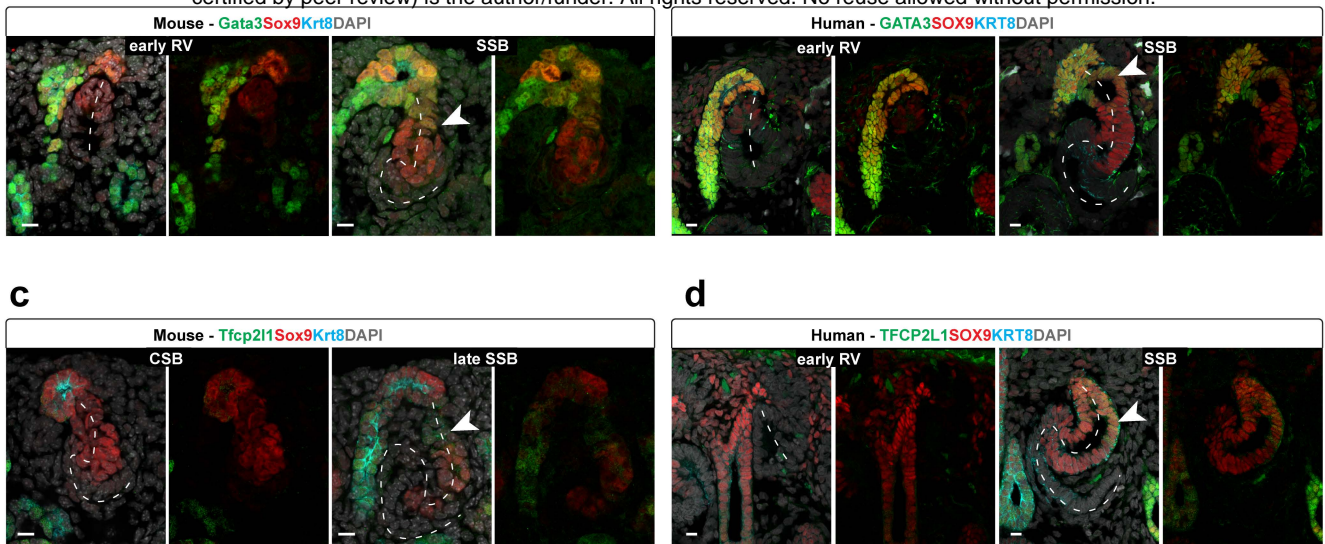 certified by peer review) is the author/funder. All rights reserved. No reuse allowed without permission.
Mouse - Gata3Sox9Krt8DAPI
early RV
SSB
Human - GATA3SOX9KRT8DAPI
early RV
SSB
c
Mouse - Tfcp2l1Sox9Krt8DAPI
CSB
late SSB
d
Human - TFCP2L1SOX9KRT8DAPI
early RV
SSB